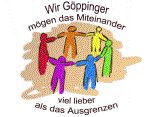 Wir Göppinger
mögen das Miteinander
viel lieber
als das Ausgrenzen